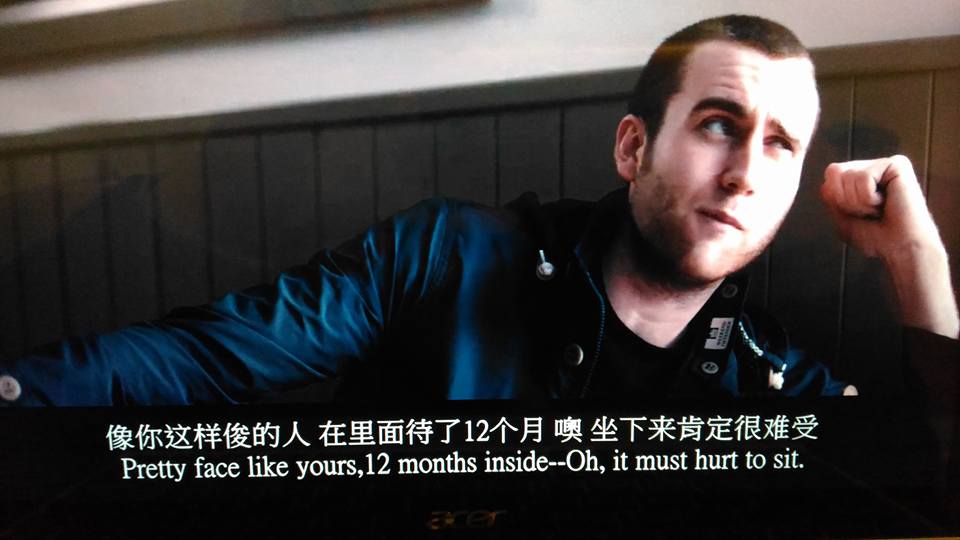 像你这样俊的人 在里面待了12个月 噢 坐下来肯定很难受
Pretty face like yours,12 months inside--Oh, it must hurt to sit.
acer